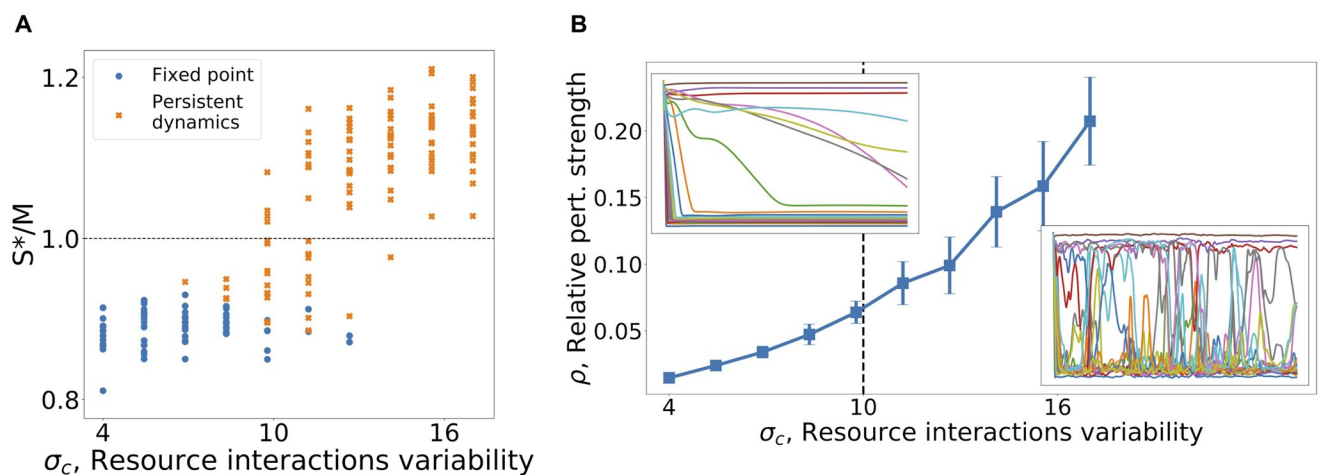 A
S*/M
1.2
1.0
0.8
Fixed point
Persistent
dynamics
4
10
16
σc, Resource interactions variability
B
ρ, Relative pert. strength
0.20
0.15
0.10
0.05
4
10
16
σc, Resource interactions variability